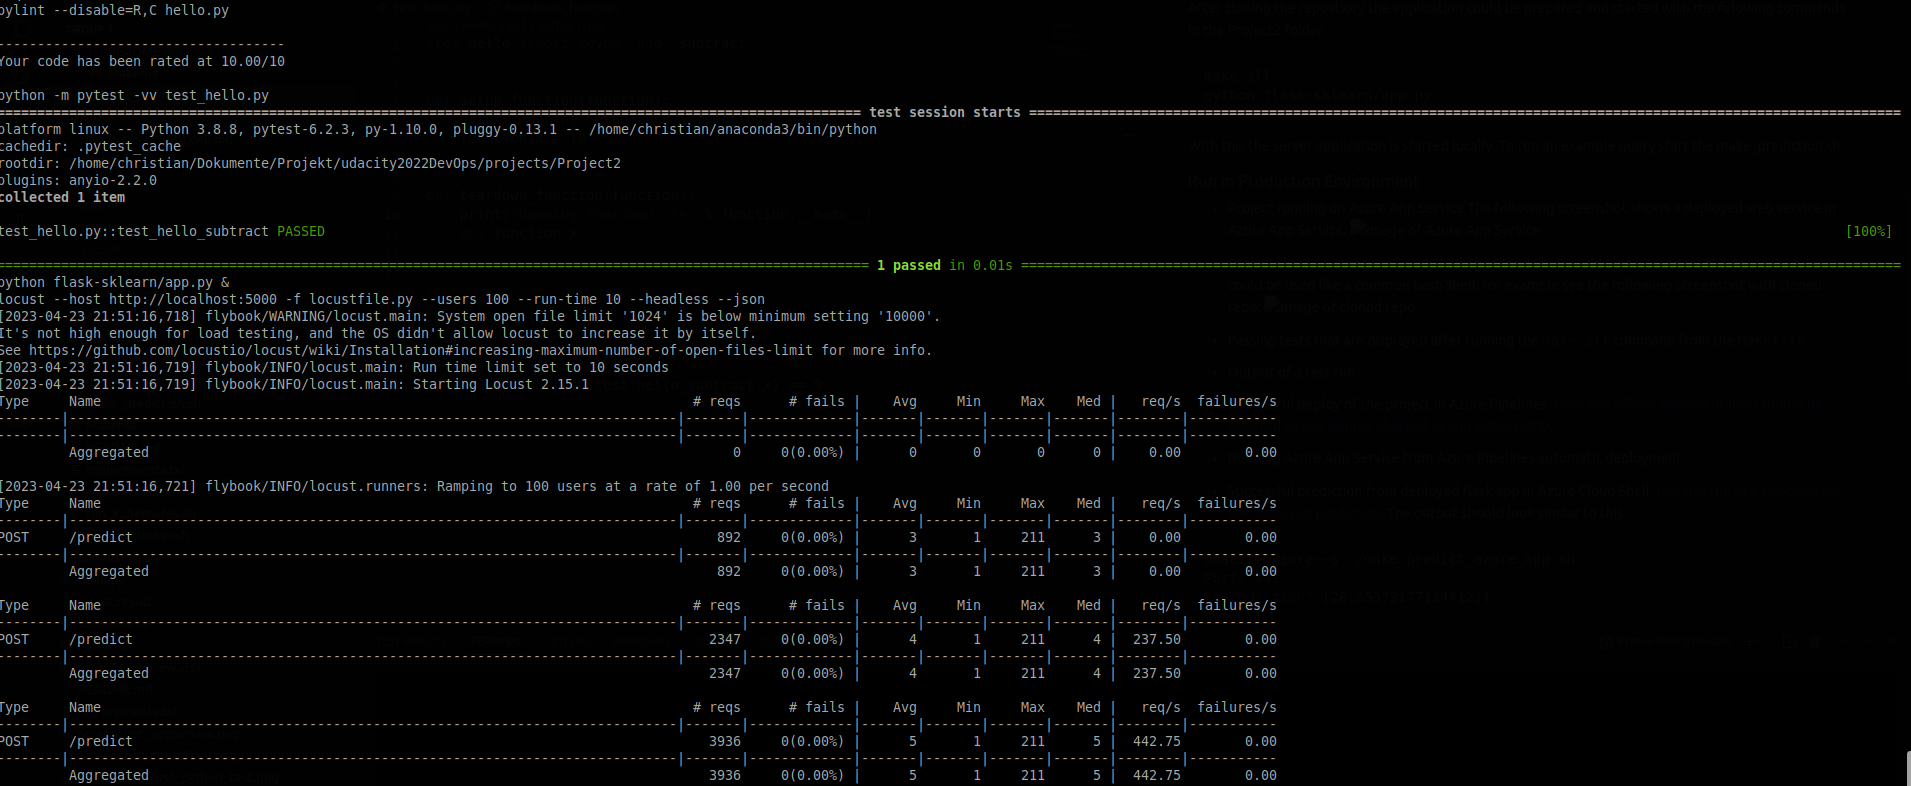 pylint --disable=R,C hello.py
------------------------------------
Your code has been rated at 10.00/10
python -m pytest -vv test_hello.py
============ test session starts ============
platform linux -- Python 3.8.8, pytest-6.2.3, py-1.10.0, pluggy-0.13.1 -- /home/christian/anaconda3/bin/python
cachedir: .pytest_cache
rootdir: /home/christian/Dokumente/Projekt/udacity2022DevOps/projects/Project2
plugins: anyio-2.2.0
collected 1 item
test_hello.py::test_hello_subtract PASSED [100%]
============ 1 passed in 0.01s ============
python flask-sklearn/app.py &
locust --host http://localhost:5000 -f locustfile.py --users 100 --run-time 10 --headless --json
[2023-04-23 21:51:16,718] flybook/WARNING/locust.main: System open file limit '1024' is below minimum setting '10000'.
It's not high enough for load testing, and the OS didn't allow locust to increase it by itself.
See https://github.com/locustio/locust/wiki/Installation#increasing-maximum-number-of-open-files-limit for more info.
[2023-04-23 21:51:16,719] flybook/INFO/locust.main: Run time limit set to 10 seconds
[2023-04-23 21:51:16,719] flybook/INFO/locust.main: Starting Locust 2.15.1
Type Name # reqs # fails | Avg Min Max Med | req/s failures/s
--------|--------|-------|-------------|-------|-------|-------|-------|--------|-----------
--------|--------|-------|-------------|-------|-------|-------|-------|--------|-----------
Aggregated 0 0(0.00%) | 0 0 0 0 | 0.00 0.00
[2023-04-23 21:51:16,721] flybook/INFO/locust.runners: Ramping to 100 users at a rate of 1.00 per second
Type Name # reqs # fails | Avg Min Max Med | req/s failures/s
--------|--------|-------|-------------|-------|-------|-------|-------|--------|-----------
POST /predict 892 0(0.00%) | 3 1 211 3 | 0.00 0.00
--------|--------|-------|-------------|-------|-------|-------|-------|--------|-----------
Aggregated 892 0(0.00%) | 3 1 211 3 | 0.00 0.00
Type Name # reqs # fails | Avg Min Max Med | req/s failures/s
--------|--------|-------|-------------|-------|-------|-------|-------|--------|-----------
POST /predict 2347 0(0.00%) | 4 1 211 4 | 237.50 0.00
--------|--------|-------|-------------|-------|-------|-------|-------|--------|-----------
Aggregated 2347 0(0.00%) | 4 1 211 4 | 237.50 0.00
Type Name # reqs # fails | Avg Min Max Med | req/s failures/s
--------|--------|-------|-------------|-------|-------|-------|-------|--------|-----------
POST /predict 3936 0(0.00%) | 5 1 211 5 | 442.75 0.00
--------|--------|-------|-------------|-------|-------|-------|-------|--------|-----------
Aggregated 3936 0(0.00%) | 5 1 211 5 | 442.75 0.00